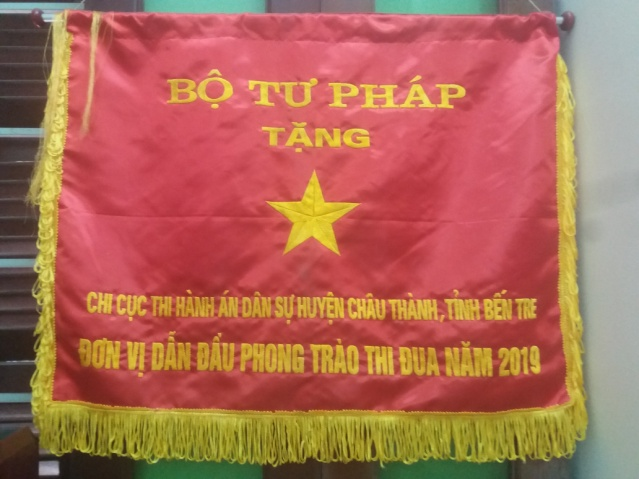 BỘ TƯ PHÁP
TẶNG
CHI CỤC THI HÀNH ÁN DÂN SỰ HUYỆN CHÂU THÀNH, TỈNH BẾN TRE
ĐƠN VỊ DẪN ĐẦU PHONG TRÀO THI ĐUA NĂM 2019